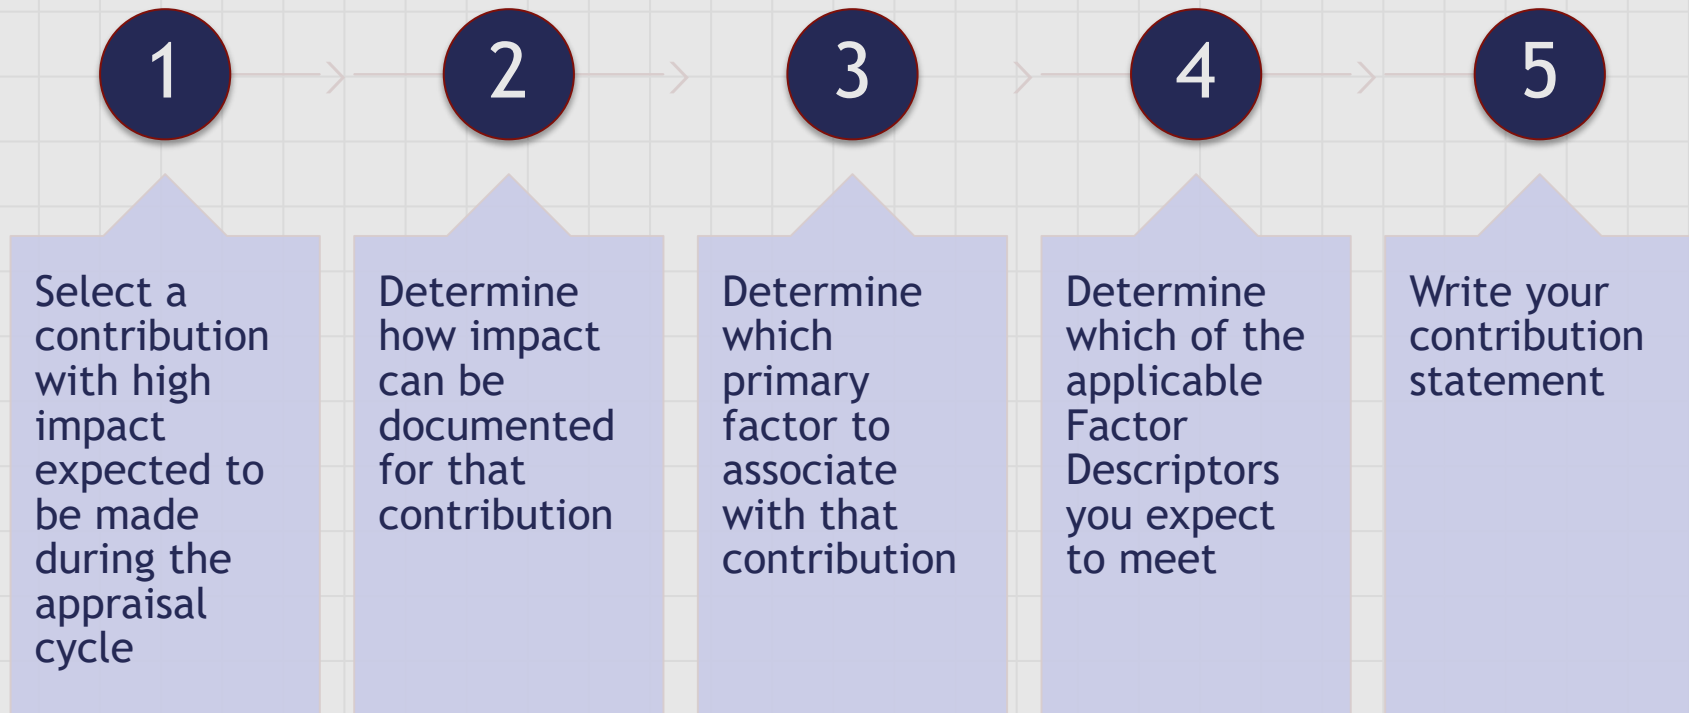 1
2
3
4
5
Select a
contribution
with high
impact
expected to
be made
during the
appraisal
cycle
Determine
how impact
can be
documented
for that
contribution
Determine
which
primary
factor to
associate
with that
contribution
Determine
which of the
applicable
Factor
Descriptors
you expect
to meet
Write your
contribution
statement